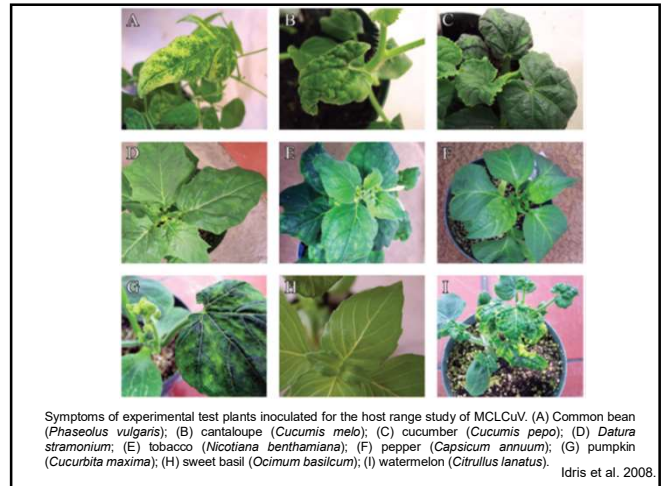 A
B
C
D
E
F
G
H
I
Symptoms of experimental test plants inoculated for the host range study of MCLCuV. (A) Common bean
(Phaseolus vulgaris); (B) cantaloupe (Cucumis melo); (C) cucumber (Cucumis pepo); (D) Datura
stramonium; (E) tobacco (Nicotiana benthamiana); (F) pepper (Capsicum annuum); (G) pumpkin
(Cucurbita maxima); (H) sweet basil (Ocimum basilcum); (I) watermelon (Citrullus lanatus).
Idris et al. 2008.